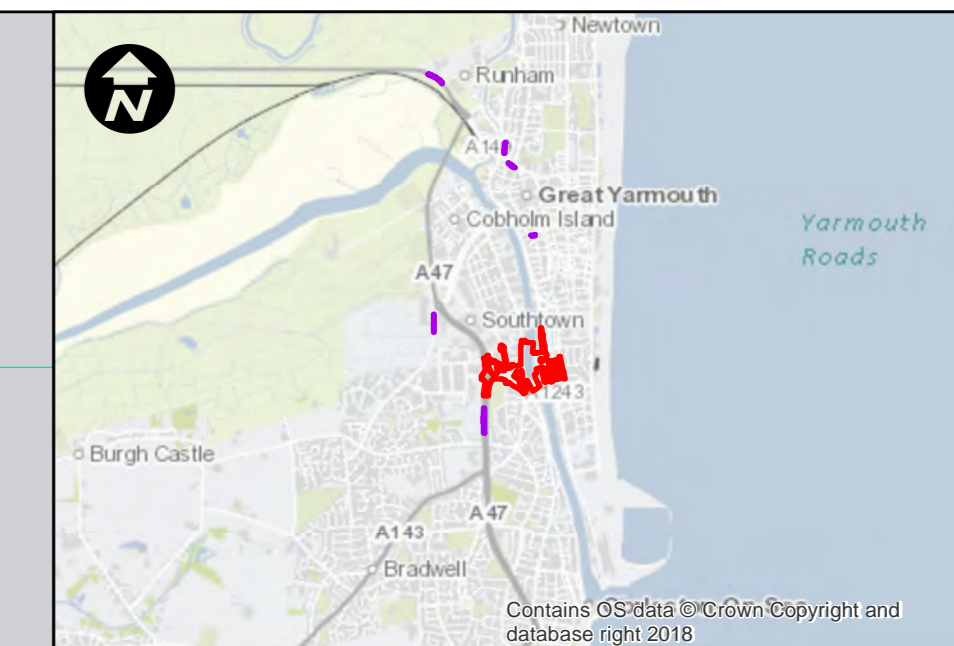 Newtown
N
Runham
A14
Great Yarmouth
Cobholm Island
Yarmouth
Roads
A47
Southtown
A1243
Burgh Castle
A47
A143
Bradwell
Contains OS data © Crown Copyright and
database right 2018